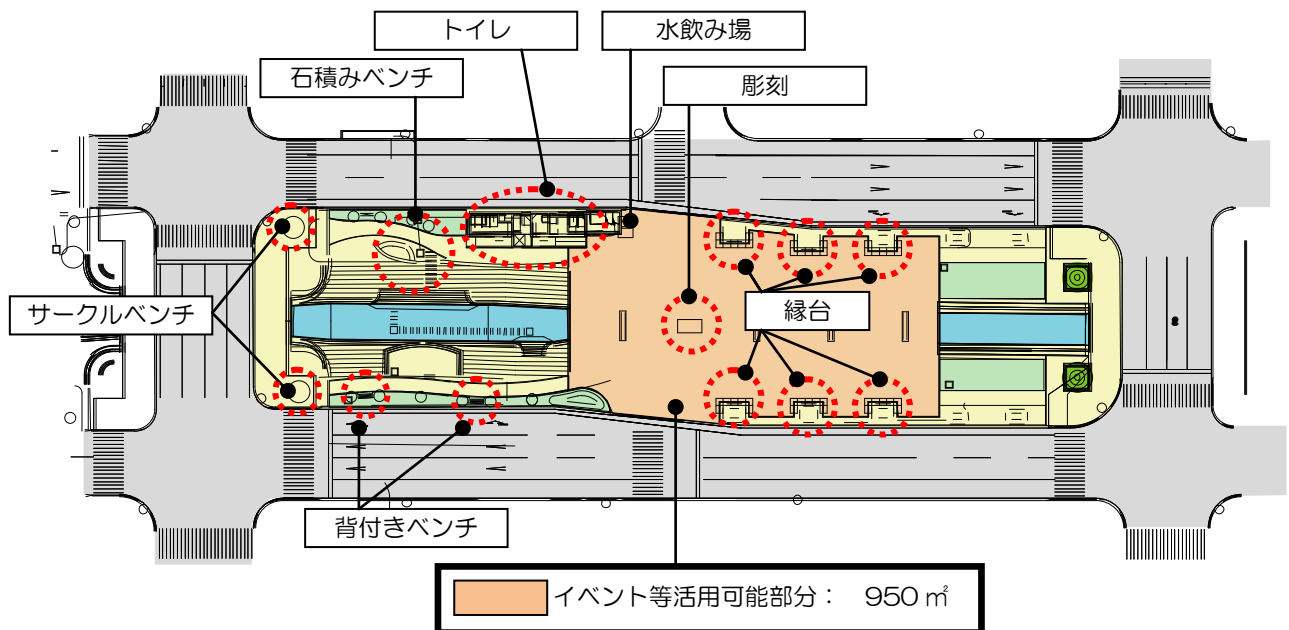 トイレ
水飲み場
石積みベンチ
彫刻
サークルベンチ
縁台
背付きベンチ
イベント等活用可能部分： 950㎡